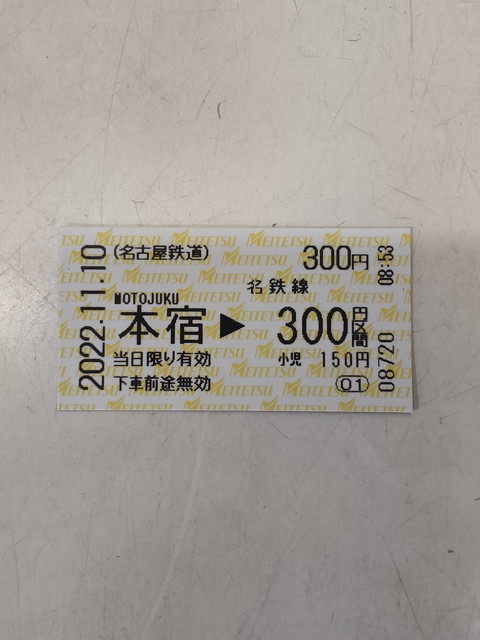 2022.11.10
(名古屋鉄道)
300円
名鉄線
MOTOJUKU
本宿▶300円区間
当日限り有効
小児 150円
下車前途無効
01
08720 08:53
MEITETSU